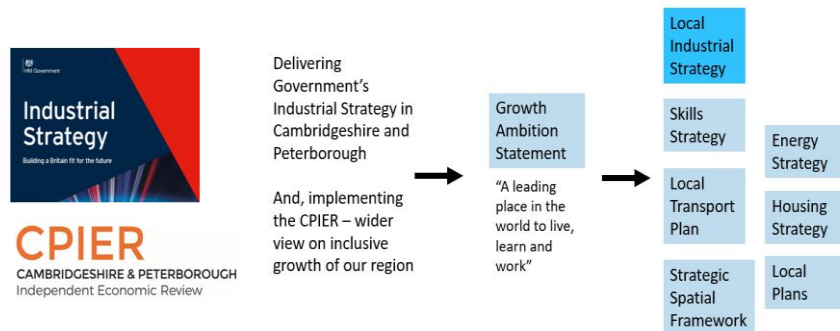 HM Government
Industrial
Strategy
Building a Britain fit for the future
CPIER
CAMBRIDGESHIRE & PETERBOROUGH
Independent Economic Review
Delivering
Government's
Industrial Strategy in
Cambridgeshire and
Peterborough
And, implementing
the CPIER – wider
view on inclusive
growth of our region
Growth
Ambition
Statement
“A leading
place in the
world to live,
learn and
work”
Local
Industrial
Strategy
Skills
Strategy
Local
Transport
Plan
Strategic
Spatial
Framework
Energy
Strategy
Housing
Strategy
Local
Plans